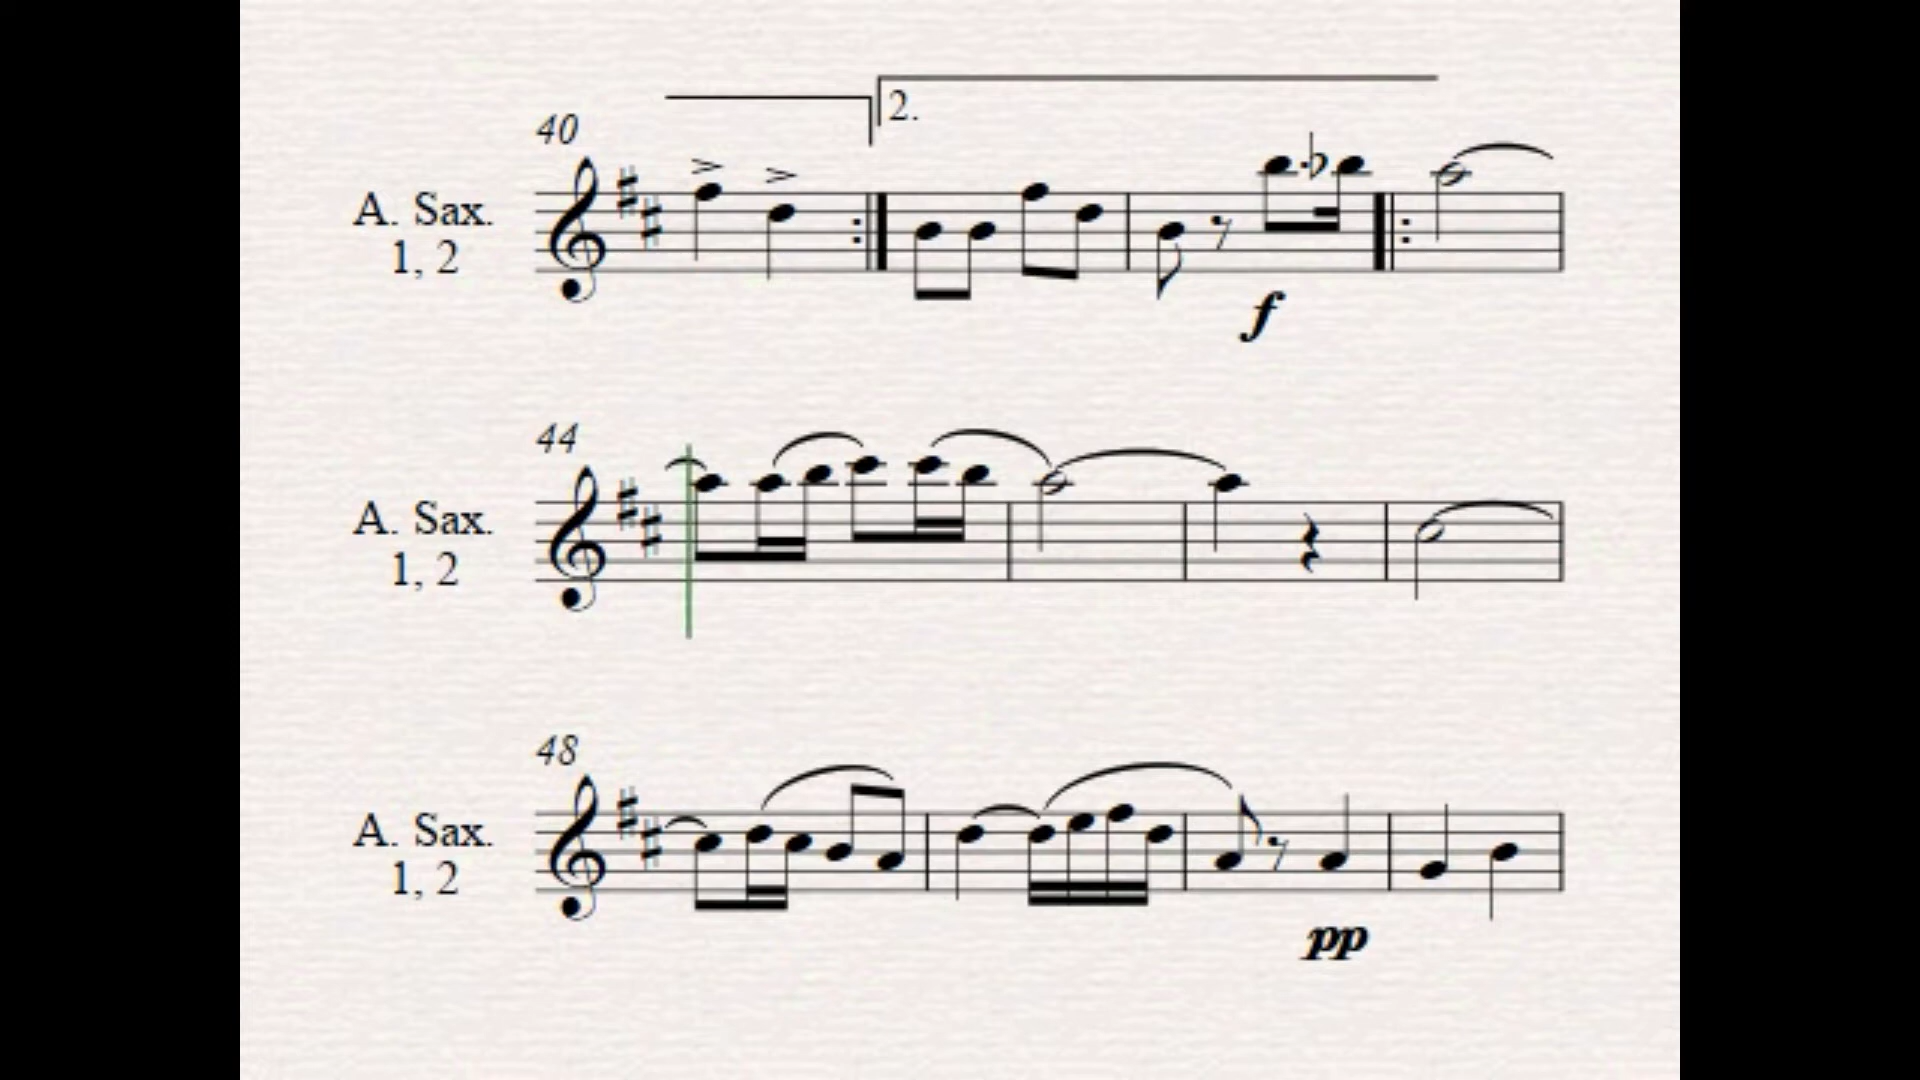 2.
40
A. Sax.
1, 2
f
44
A. Sax.
1, 2
48
A. Sax.
1, 2
pp